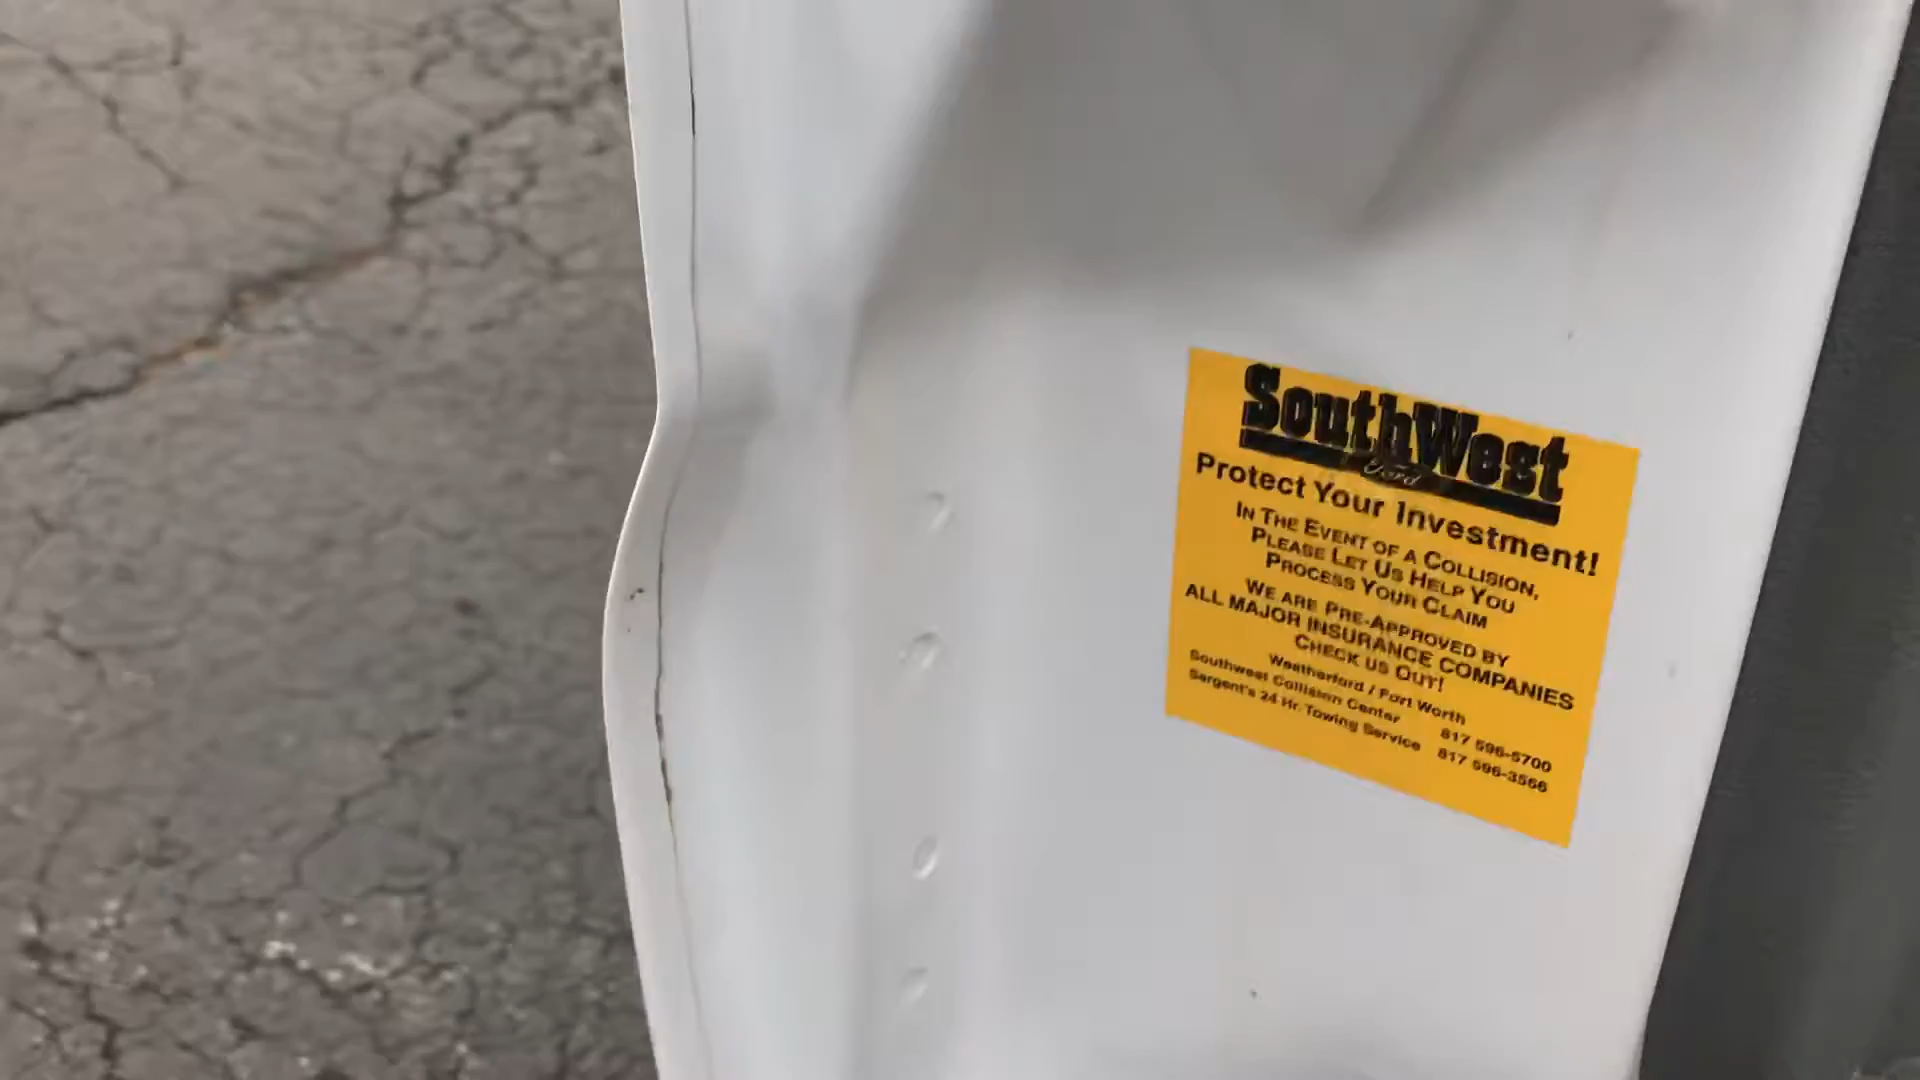 SouthWest
Ford
Protect Your Investment!
IN THE EVENT OF A COLLISION,
PLEASE LET US HELP YOU
PROCESS YOUR CLAIM
WE ARE PRE-APPROVED BY
ALL MAJOR INSURANCE COMPANIES
CHECK US OUT!
Weatherford / Fort Worth
Southwest Collision Center 817 596-5700
Sargent's 24 Hr. Towing Service 817 596-3566